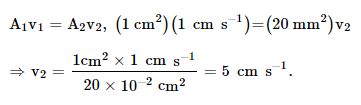 A₁v₁ = A₂v₂, (1 cm²)(1 cm s⁻¹)=(20 mm²)v₂
⇒ v₂ = 1cm² × 1 cm s⁻¹ / 20 × 10⁻² cm² = 5 cm s⁻¹.